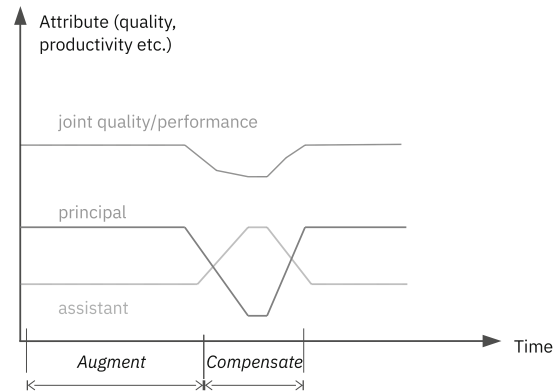 Attribute (quality,
productivity etc.)
joint quality/performance
principal
assistant
Time
Augment
Compensate